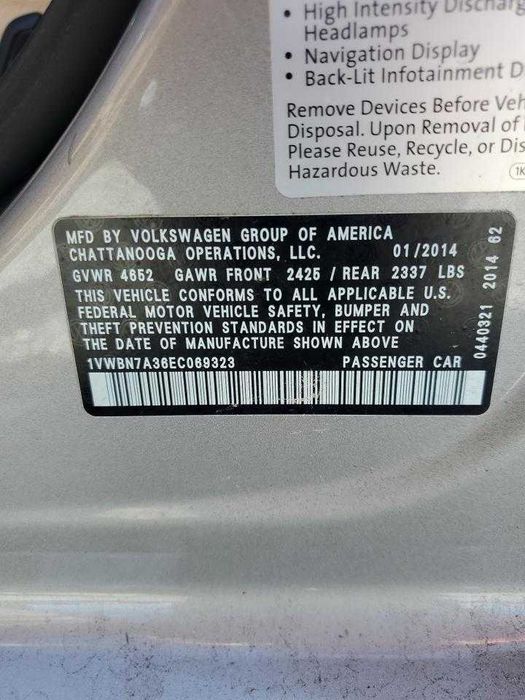 • High Intensity
Headlamps
• Navigation Display
• Back-Lit Infotainment
Remove Devices Before
Disposal. Upon Removal of
Please Reuse, Recycle, or
Hazardous Waste.
MFD BY VOLKSWAGEN GROUP OF AMERICA
CHATTANOOGA OPERATIONS, LLC. 01/2014
GVWR 4652 GAWR FRONT 2425 / REAR 2337 LBS
THIS VEHICLE CONFORMS TO ALL APPLICABLE U.S.
FEDERAL MOTOR VEHICLE SAFETY, BUMPER AND
THEFT PREVENTION STANDARDS IN EFFECT ON
THE DATE OF MANUFACTURE SHOWN ABOVE
1VWBN7A36EC069323 PASSENGER CAR
0440321 2014 62